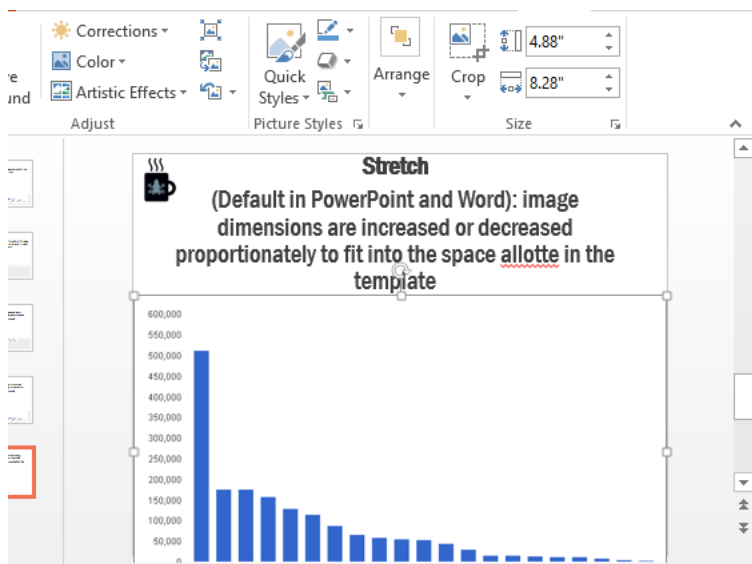 Corrections
Color
Artistic Effects
Adjust
Quick
Styles
Picture Styles
Arrange
Crop
4.88"
8.28"
Size
Stretch
(Default in PowerPoint and Word): image
dimensions are increased or decreased
proportionately to fit into the space allotte in the
template
600,000
550,000
500,000
450,000
400,000
350,000
300,000
250,000
200,000
150,000
100,000
50,000
0